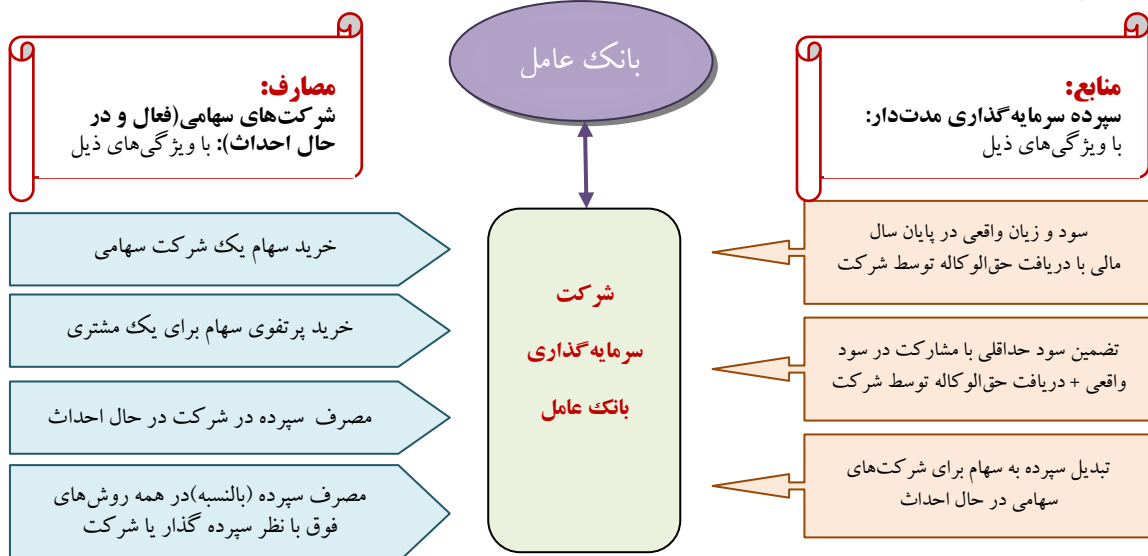 بانک عامل
منابع:
سپرده سرمایه‌گذاری مدت‌دار:
با ویژگی‌های ذیل
سود و زیان واقعی در پایان سال
مالی با دریافت حق‌الوکاله توسط شرکت
تضمین سود حداقلی با مشارکت در سود
واقعی + دریافت حق‌الوکاله توسط شرکت
تبدیل سپرده به سهام برای شرکت‌های
سهامی در حال احداث
شرکت
سرمایه‌گذاری
بانک عامل
مصارف:
شرکت‌های سهامی(فعال و در
حال احداث): با ویژگی‌های ذیل
خرید سهام یک شرکت سهامی
خرید پرتفوی سهام برای یک مشتری
مصرف سپرده در شرکت در حال احداث
مصرف سپرده (بالنسبه)در همه روش‌های
فوق با نظر سپرده گذار یا شرکت